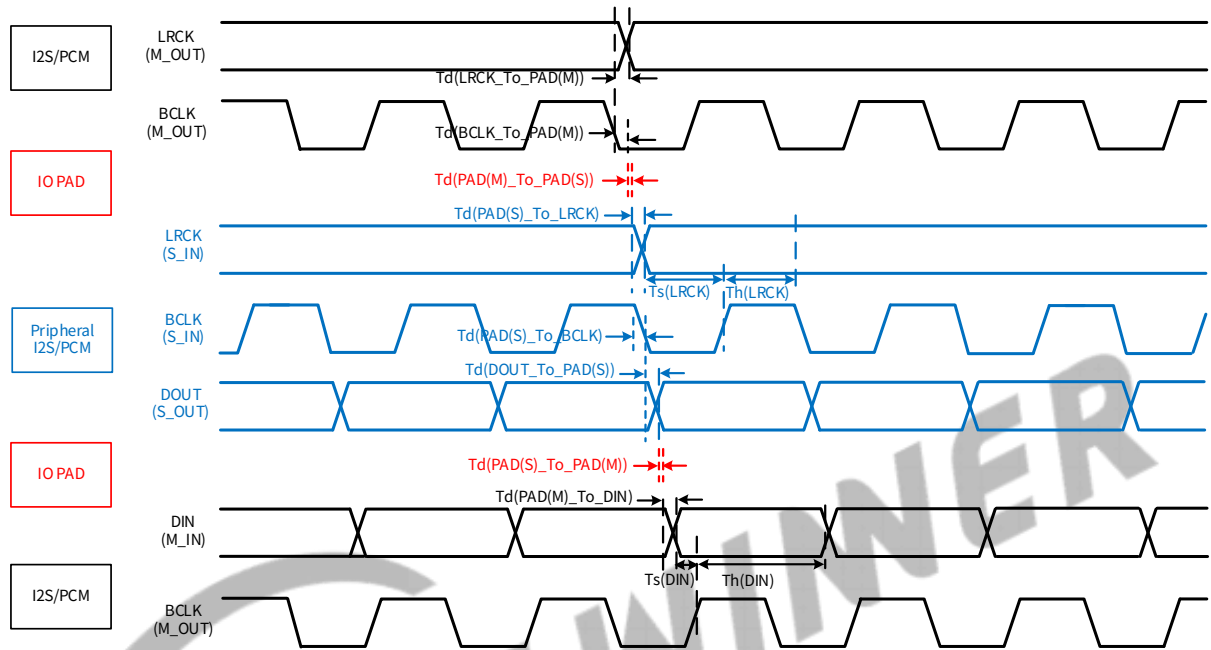 I2S/PCM
LRCK
(M_OUT)
Td(LRCK_To_PAD(M))
BCLK
(M_OUT)
Td(BCLK_To_PAD(M))
IO PAD
Td(PAD(M)_To_PAD(S))
Td(PAD(S)_To_LRCK)
LRCK
(S_IN)
Ts(LRCK)
Th(LRCK)
Pripheral
I2S/PCM
BCLK
(S_IN)
Td(PAD(S)_To_BCLK)
Td(DOUT_To_PAD(S))
DOUT
(S_OUT)
IO PAD
Td(PAD(S)_To_PAD(M))
Td(PAD(M)_To_DIN)
DIN
(M_IN)
Ts(DIN)
Th(DIN)
I2S/PCM
BCLK
(M_OUT)
WINNER